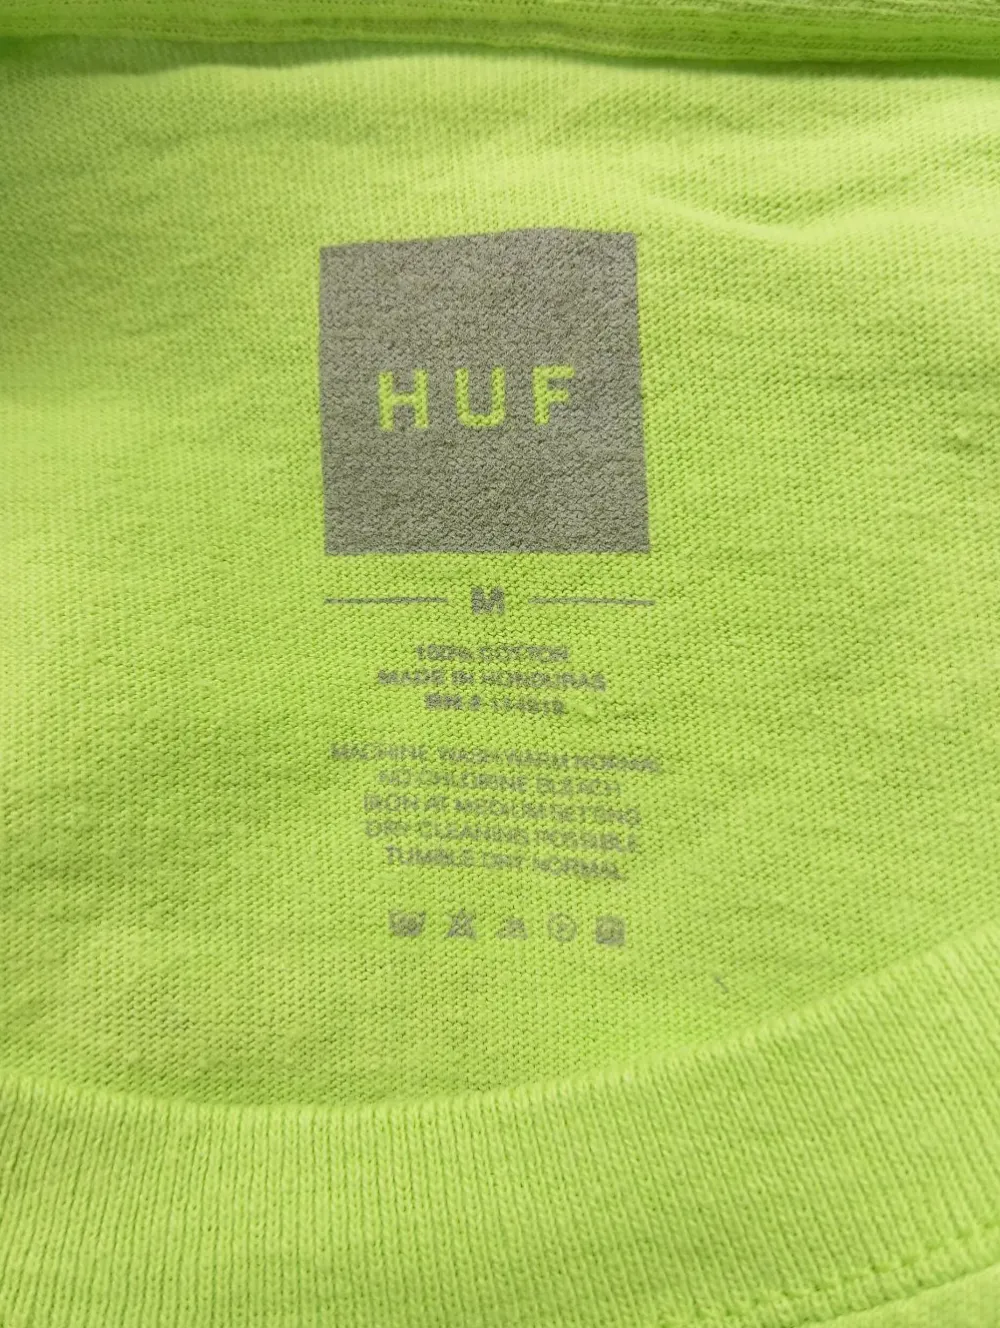 HUF
M
100% COTTON
MADE IN HONDURAS
RN #
MACHINE WASH WARM NORMAL
NO CHLORINE BLEACH
IRON AT MEDIUM SETTING
DRY CLEANING POSSIBLE
TUMBLE DRY NORMAL